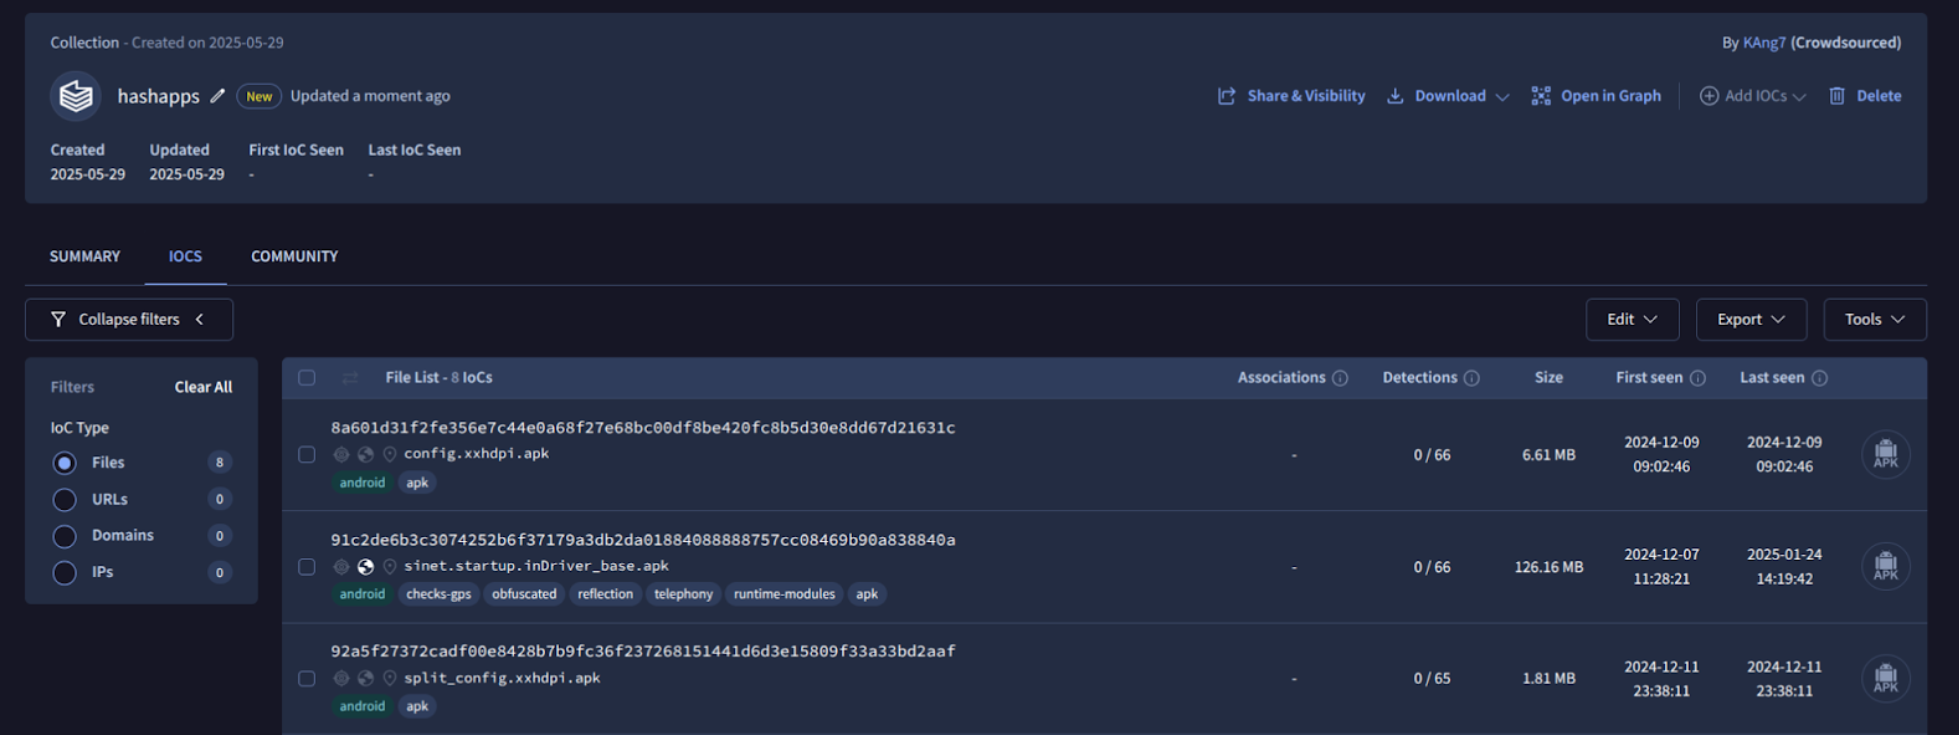 Collection - Created on 2025-05-29
By KAng7 (Crowdsourced)
hashapps New Updated a moment ago
Share & Visibility Download Open in Graph Add IOCs Delete
Created Updated First IoC Seen Last IoC Seen
2025-05-29 2025-05-29 - -
SUMMARY IOCS COMMUNITY
Collapse filters
Edit Export Tools
Filters Clear All
IoC Type
Files 8
URLs 0
Domains 0
IPs 0
File List - 8 IoCs Associations Detections Size First seen Last seen
8a601d31f2fe356e7c44e0a68f27e68bc00df8be420fc8b5d30e8dd67d21631c
config.xxhdpi.apk
android apk
- 0 / 66 6.61 MB 2024-12-09 09:02:46 2024-12-09 09:02:46 APK
91c2de6b3c3074252b6f37179a3db2da01884088888757cc08469b90a838840a
sinet.startup.inDriver_base.apk
android checks-gps obfuscated reflection telephony runtime-modules apk
- 0 / 66 126.16 MB 2024-12-07 11:28:21 2025-01-24 14:19:42 APK
92a5f27372cadf00e8428b7b9fc36f237268151441d6d3e15809f33a33bd2aaf
split_config.xxhdpi.apk
android apk
- 0 / 65 1.81 MB 2024-12-11 23:38:11 2024-12-11 23:38:11 APK